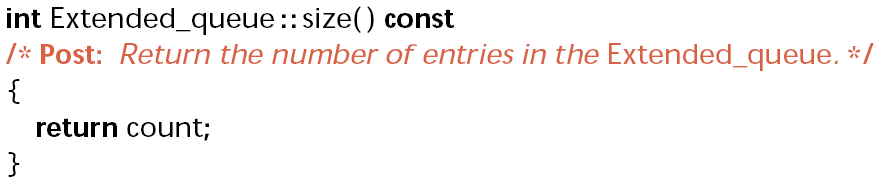 int Extended_queue::size() const
/* Post: Return the number of entries in the Extended_queue. */
{
return count;
}